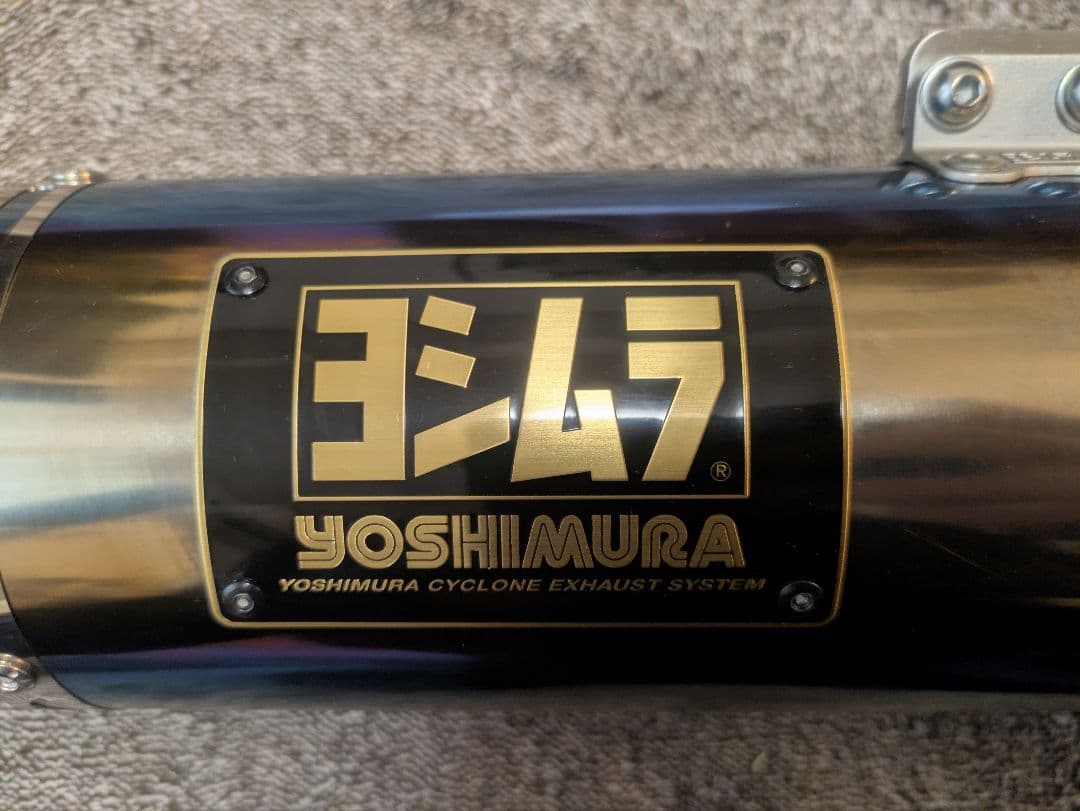 ヨシムラ
®
YOSHIMURA
YOSHIMURA CYCLONE EXHAUST SYSTEM